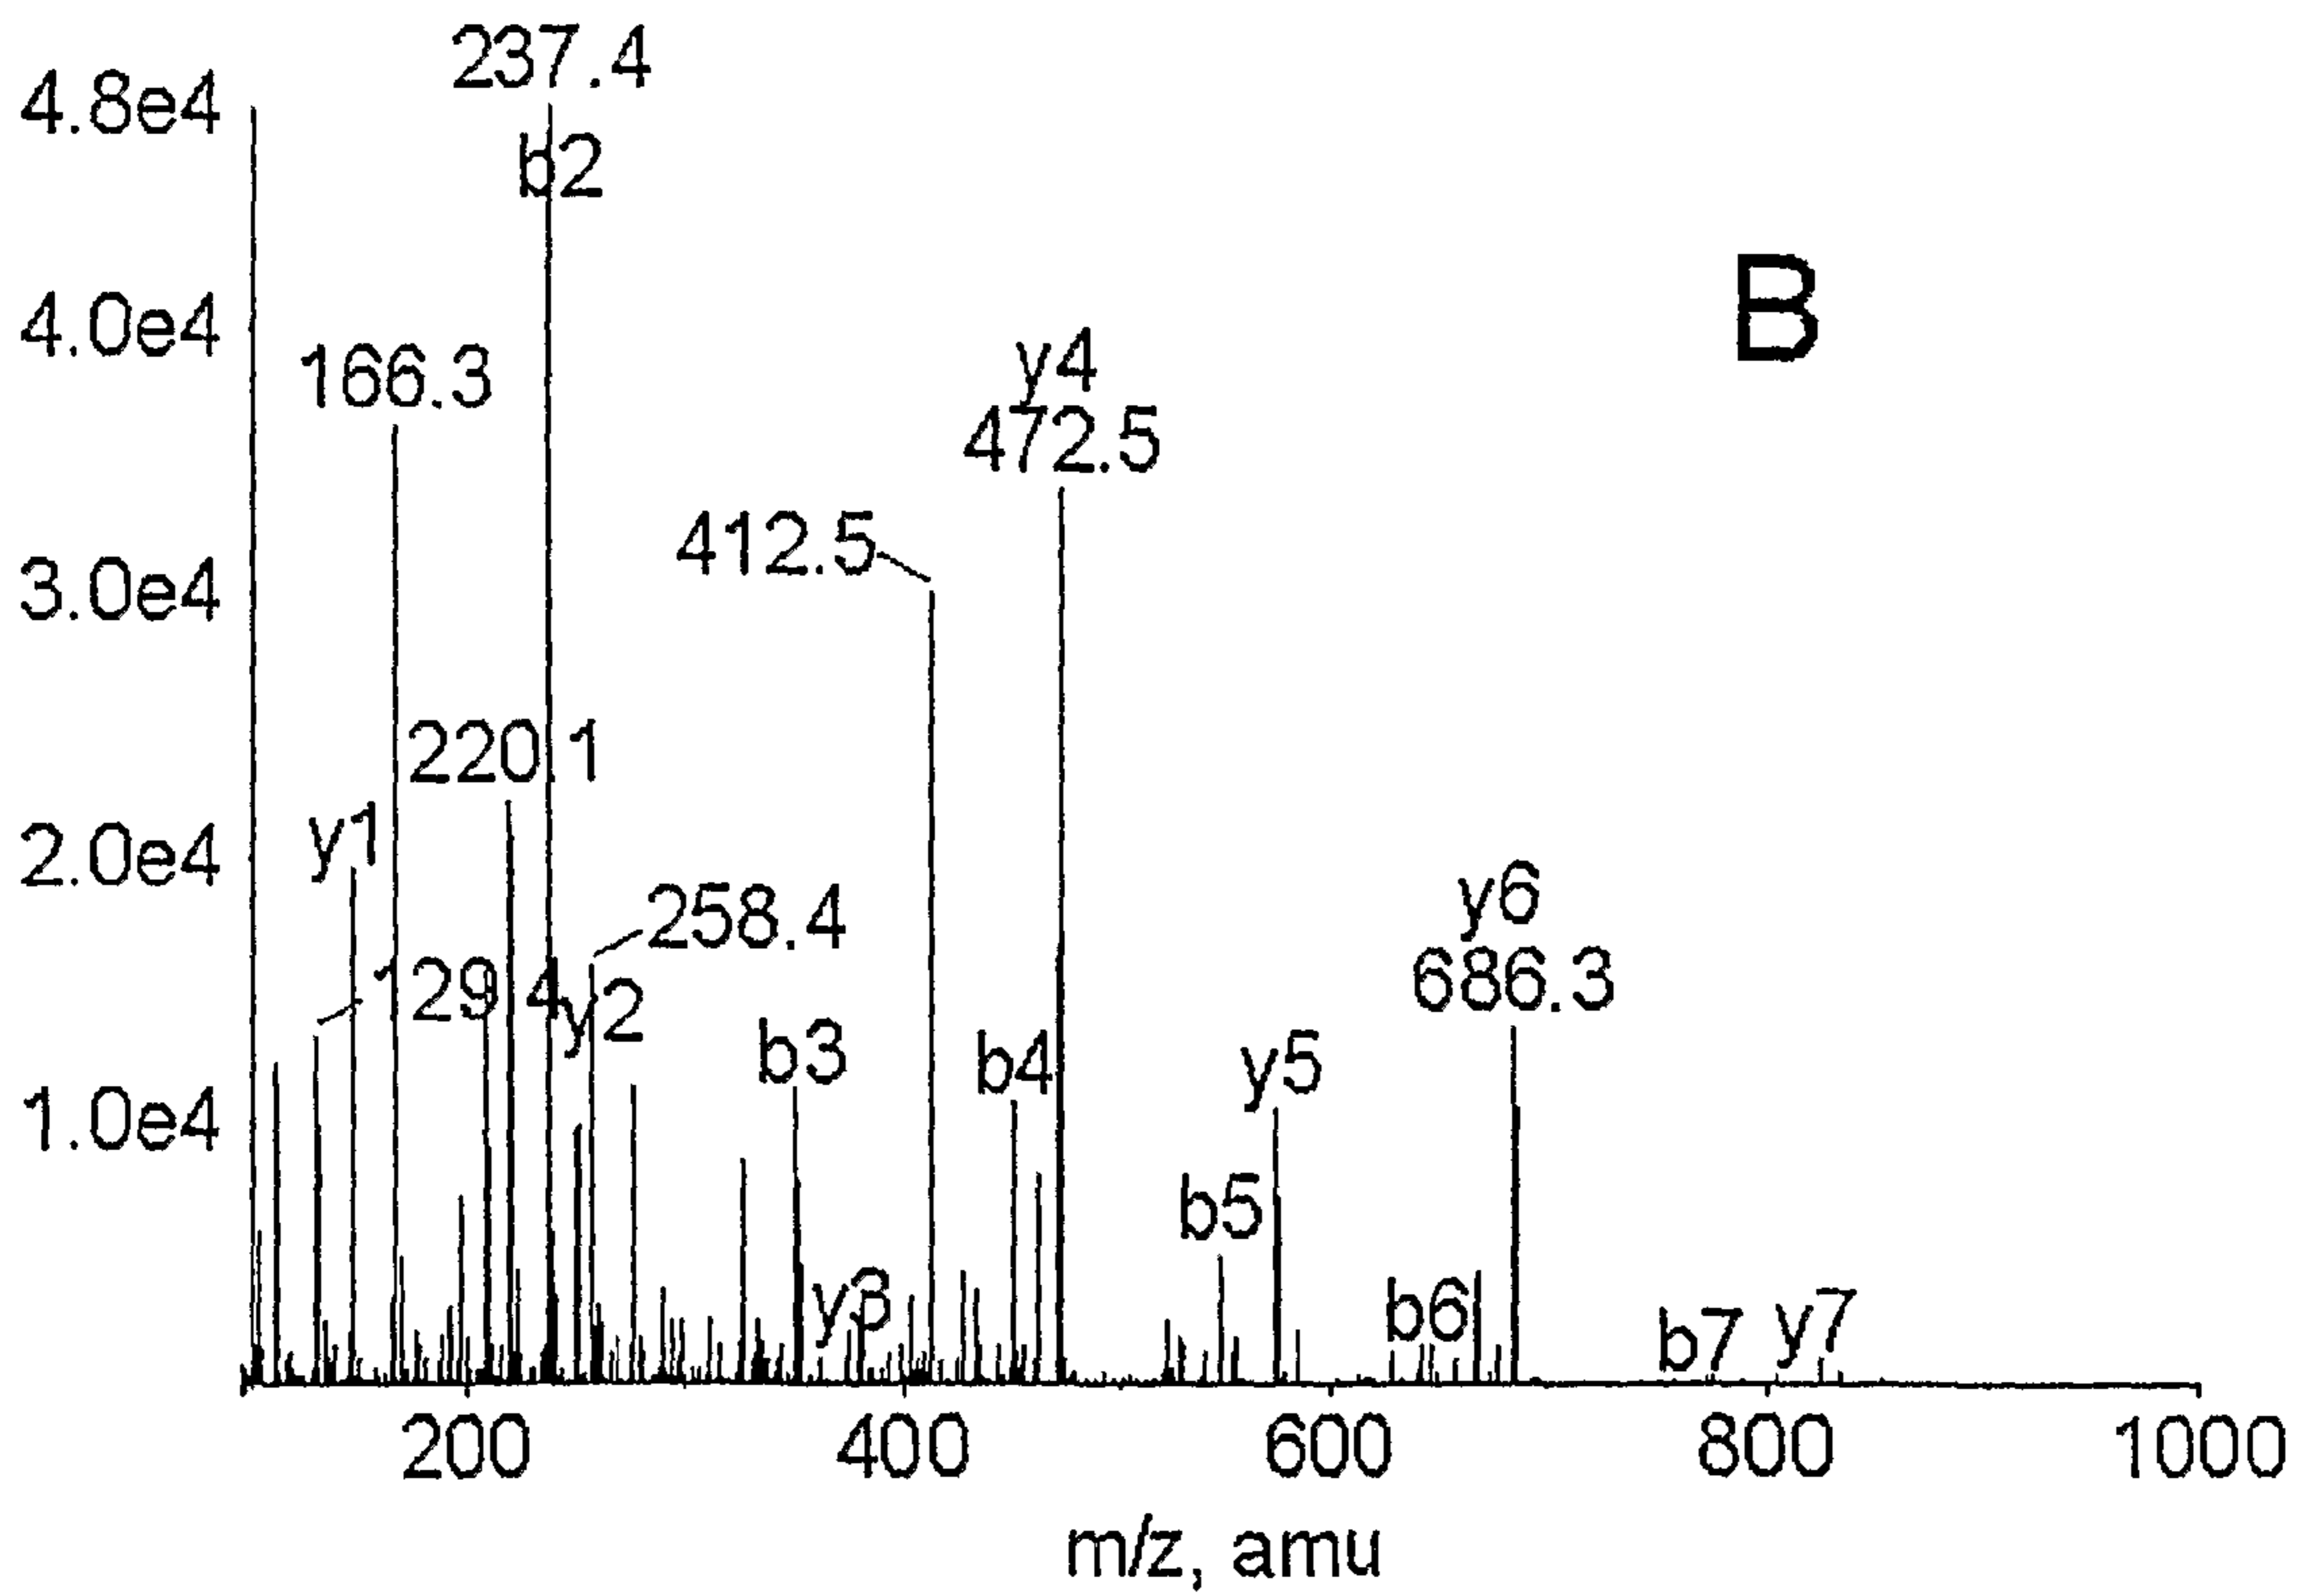 237.4
4.8e4
b2
B
4.0e4
y4
166.3
472.5
412.5
3.0e4
220.1
y1
2.0e4
y6
258.4
686.3
129.4
y2
b3
b4
y5
1.0e4
b5
y3
b6
b7
y7
200
400
600
800
1000
m/z, amu